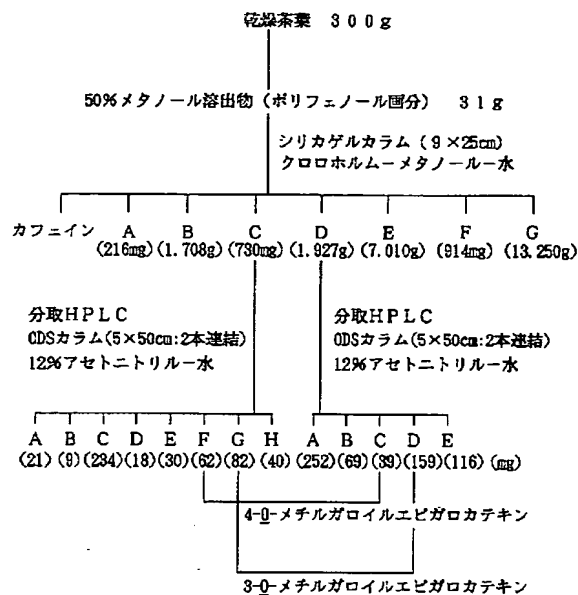 乾燥茶葉 300g
50%メタノール溶出物(ポリフェノール画分) 31g
シリカゲルカラム(9×25cm)
クロロホルム-メタノール-水
カフェイン A B C D E F G
(216mg) (1.708g) (730mg) (1.927g) (7.010g) (914mg) (13.250g)
分取HPLC 分取HPLC
ODSカラム(5×50cm:2本連結) ODSカラム(5×50cm:2本連結)
12%アセトニトリル-水 12%アセトニトリル-水
A B C D E F G H A B C D E
(21) (9) (234) (18) (30) (62) (82) (40) (252) (69) (39) (159) (116) (mg)
4-O-メチルガロイルエピガロカテキン
3-O-メチルガロイルエピガロカテキン